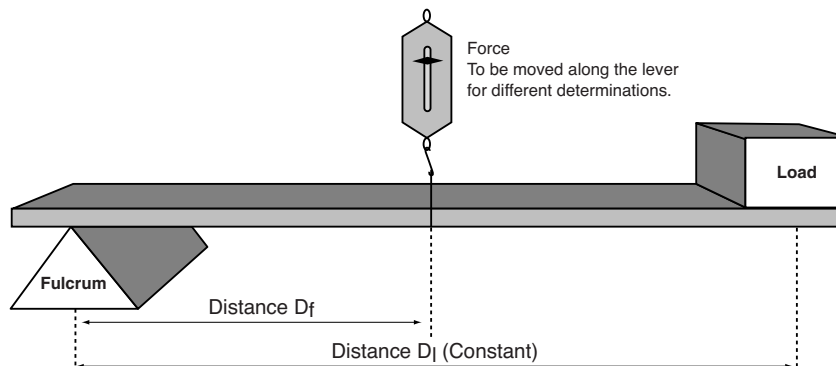 Force
To be moved along the lever
for different determinations.
Load
Fulcrum
Distance Df
Distance Dl (Constant)